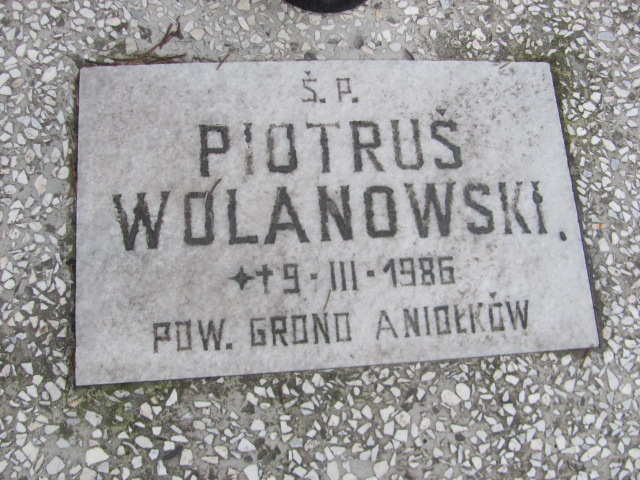 Ś.P.
PIOTRUŚ
WOLANOWSKI.
✦✝9-III-1986
POW. GRONO ANIOŁKÓW